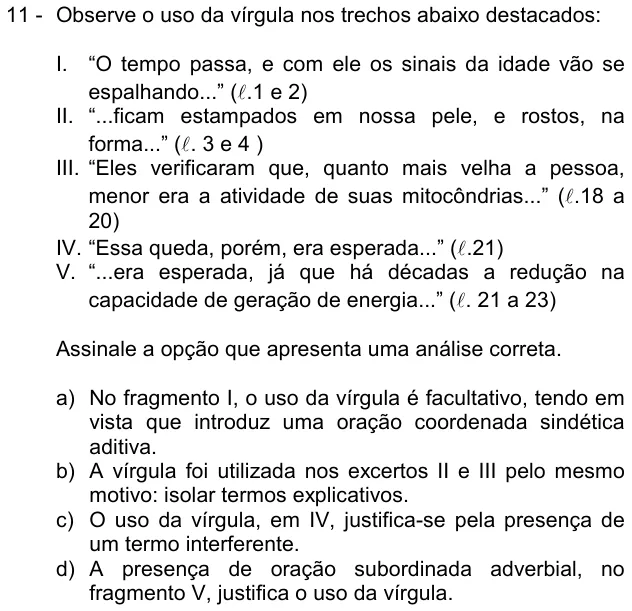 11 - Observe o uso da vírgula nos trechos abaixo destacados:
I. “O tempo passa, e com ele os sinais da idade vão se
espalhando...” (ℓ.1 e 2)
II. “...ficam estampados em nossa pele, e rostos, na
forma...” (ℓ. 3 e 4 )
III. “Eles verificaram que, quanto mais velha a pessoa,
menor era a atividade de suas mitocôndrias...” (ℓ.18 a
20)
IV. “Essa queda, porém, era esperada...” (ℓ.21)
V. “...era esperada, já que há décadas a redução na
capacidade de geração de energia...” (ℓ. 21 a 23)
Assinale a opção que apresenta uma análise correta.
a) No fragmento I, o uso da vírgula é facultativo, tendo em
vista que introduz uma oração coordenada sindética
aditiva.
b) A vírgula foi utilizada nos excertos II e III pelo mesmo
motivo: isolar termos explicativos.
c) O uso da vírgula, em IV, justifica-se pela presença de
um termo interferente.
d) A presença de oração subordinada adverbial, no
fragmento V, justifica o uso da vírgula.